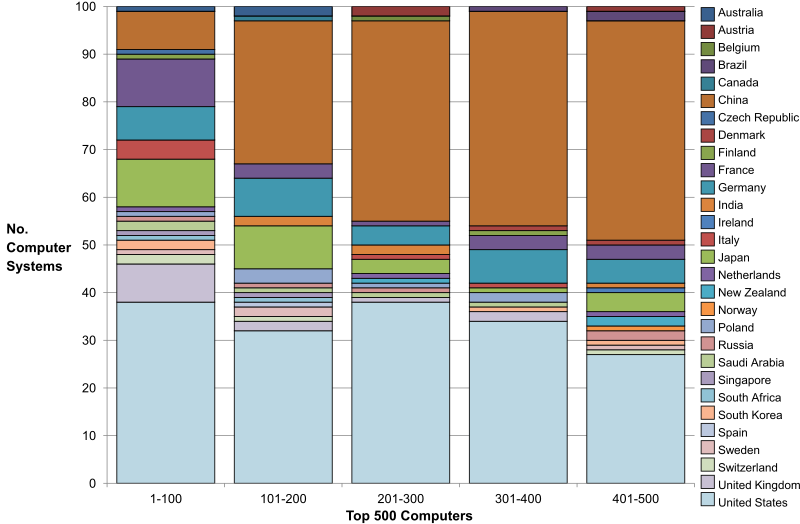 100
90
80
70
60
50
40
30
20
10
0
No.
Computer
Systems
1-100
101-200
201-300
301-400
401-500
Top 500 Computers
Australia
Austria
Belgium
Brazil
Canada
China
Czech Republic
Denmark
Finland
France
Germany
India
Ireland
Italy
Japan
Netherlands
New Zealand
Norway
Poland
Russia
Saudi Arabia
Singapore
South Africa
South Korea
Spain
Sweden
Switzerland
United Kingdom
United States